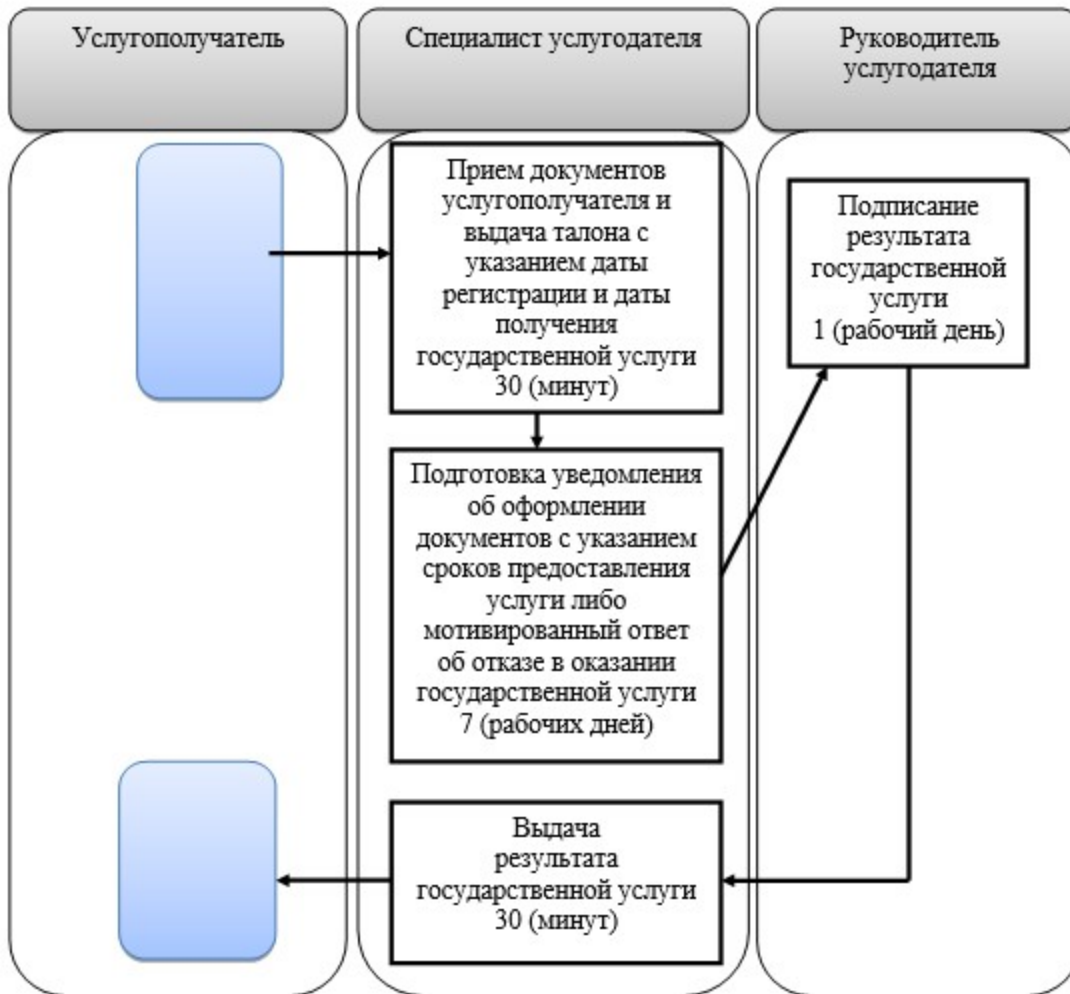 Услугополучатель
Специалист услугодателя
Руководитель
услугодателя
Прием документов
услугополучателя и
выдача талона с
указанием даты
регистрации и даты
получения
государственной услуги
30 (минут)
Подготовка уведомления
об оформлении
документов с указанием
сроков предоставления
услуги либо
мотивированный ответ
об отказе в оказании
государственной услуги
7 (рабочих дней)
Подписание
результата
государственной
услуги
1 (рабочий день)
Выдача
результата
государственной услуги
30 (минут)